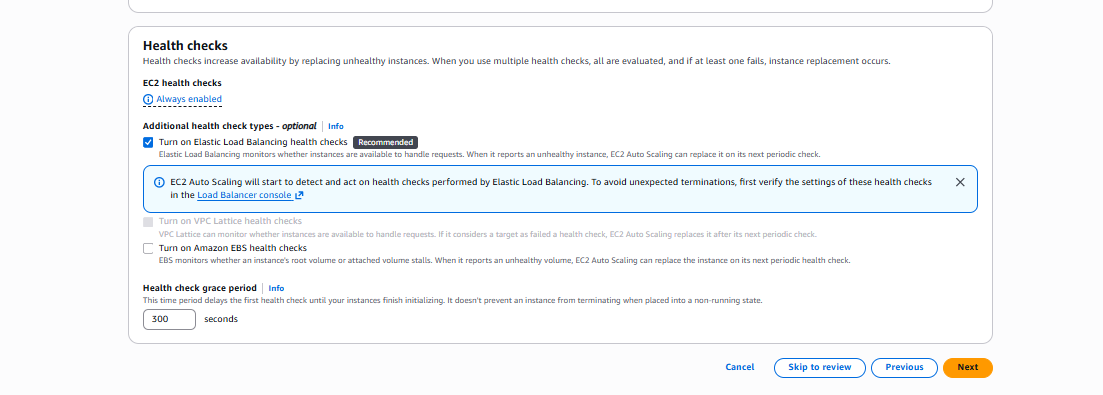 Health checks
Health checks increase availability by replacing unhealthy instances. When you use multiple health checks, all are evaluated, and if at least one fails, instance replacement occurs.
EC2 health checks
Always enabled
Additional health check types - optional | Info
Turn on Elastic Load Balancing health checks Recommended
Elastic Load Balancing monitors whether instances are available to handle requests. When it reports an unhealthy instance, EC2 Auto Scaling can replace it on its next periodic check.
EC2 Auto Scaling will start to detect and act on health checks performed by Elastic Load Balancing. To avoid unexpected terminations, first verify the settings of these health checks
in the Load Balancer console
Turn on VPC Lattice health checks
VPC Lattice can monitor whether instances are available to handle requests. If it considers a target as failed a health check, EC2 Auto Scaling replaces it after its next periodic check.
Turn on Amazon EBS health checks
EBS monitors whether an instance's root volume or attached volume stalls. When it reports an unhealthy volume, EC2 Auto Scaling can replace the instance on its next periodic health check.
Health check grace period | Info
This time period delays the first health check until your instances finish initializing. It doesn't prevent an instance from terminating when placed into a non-running state.
300 seconds
Cancel Skip to review Previous Next